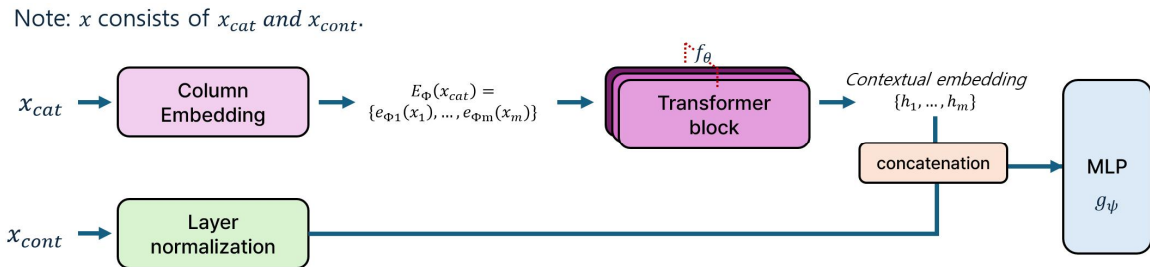 Note: x consists of x_cat and x_cont.
x_cat
Column
Embedding
E_Φ(x_cat) =
{e_Φ1(x_1), ..., e_Φm(x_m)}
f_θ
Transformer
block
Contextual embedding
{h_1, ..., h_m}
concatenation
MLP
g_ψ
x_cont
Layer
normalization